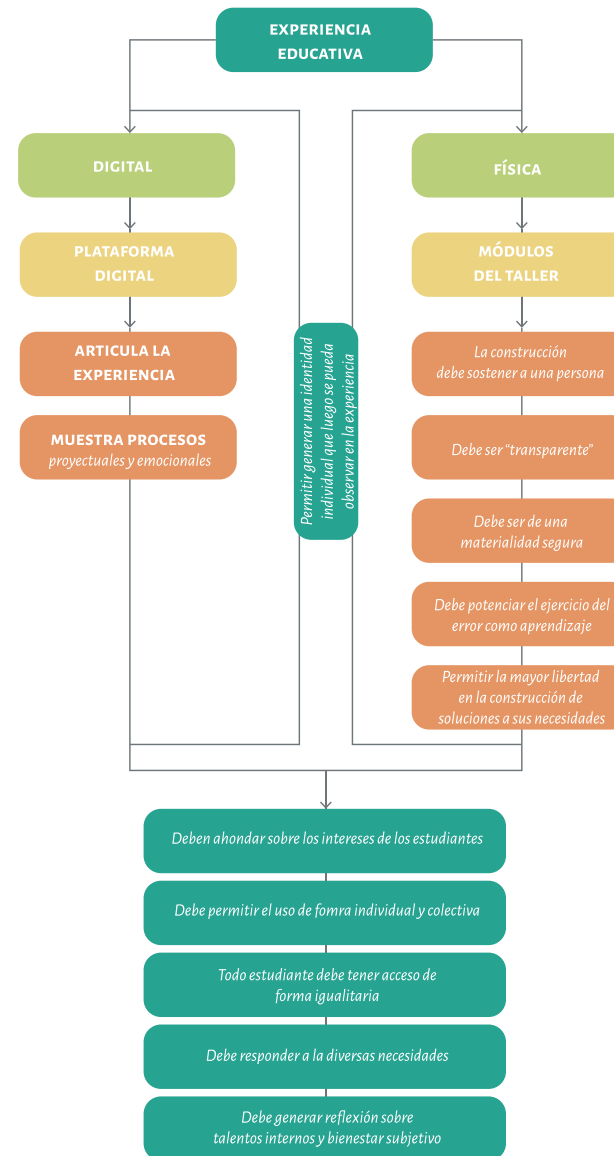 EXPERIENCIA
EDUCATIVA
DIGITAL
PLATAFORMA
DIGITAL
ARTICULA LA
EXPERIENCIA
MUESTRA PROCESOS
proyectuales y emocionales
Permitir generar una identidad
individual que luego se pueda
observar en la experiencia
FÍSICA
MÓDULOS
DEL TALLER
La construcción
debe sostener a una persona
Debe ser “transparente”
Debe ser de una
materialidad segura
Debe potenciar el ejercicio del
error como aprendizaje
Permitir la mayor libertad
en la construcción de
soluciones a sus necesidades
Deben ahondar sobre los intereses de los estudiantes
Debe permitir el uso de fomra individual y colectiva
Todo estudiante debe tener acceso de
forma igualitaria
Debe responder a la diversas necesidades
Debe generar reflexión sobre
talentos internos y bienestar subjetivo